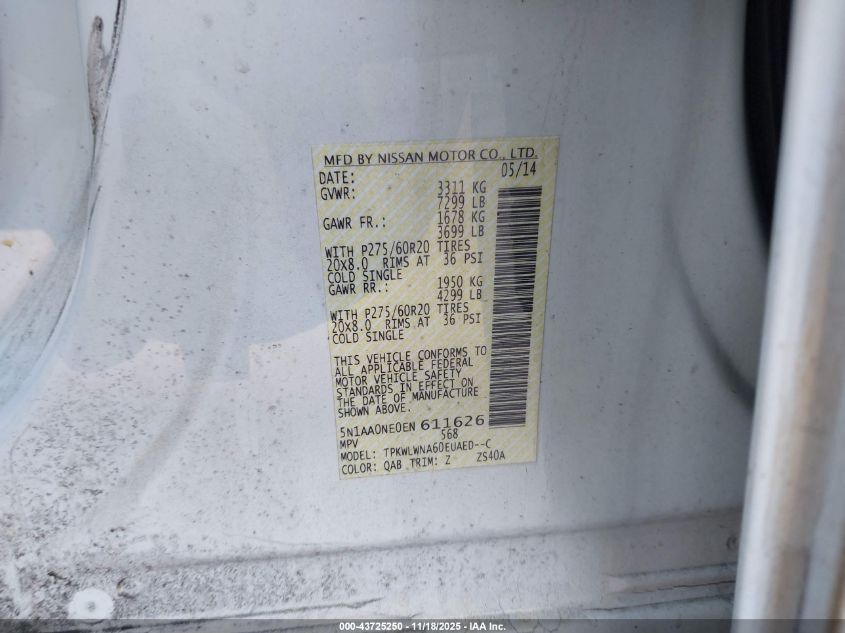 MFD BY NISSAN MOTOR CO., LTD.
DATE: 05/14
GVWR: 3311 KG
7299 LB
GAWR FR.: 1678 KG
3699 LB
WITH P275/60R20 TIRES
20X8.0 RIMS AT 36 PSI
COLD SINGLE
GAWR RR.: 1950 KG
4299 LB
WITH P275/60R20 TIRES
20X8.0 RIMS AT 36 PSI
COLD SINGLE
THIS VEHICLE CONFORMS TO
ALL APPLICABLE FEDERAL
MOTOR VEHICLE SAFETY
STANDARDS IN EFFECT ON
THE DATE OF MANUFACTURE
SHOWN ABOVE.
5N1AA0NE0EN 611626
MPV 568
MODEL: TPKWLWNA60EUAED--C
COLOR: QAB TRIM: Z ZS40A
000-43725250 - 11/18/2025 - IAA Inc.